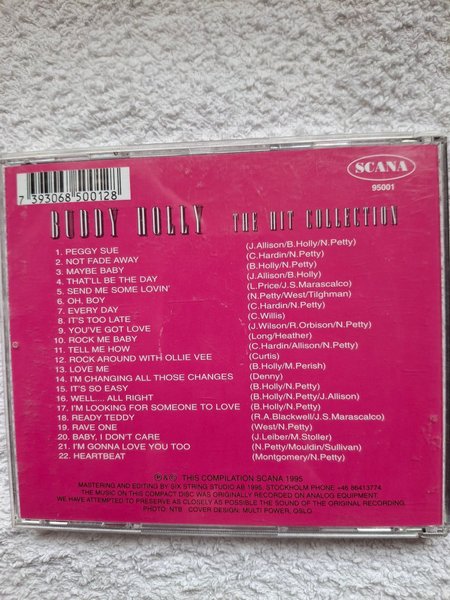 SCANA
95001
7 393068 500128
BUDDY HOLLY THE HIT COLLECTION
1. PEGGY SUE (J.Allison/B.Holly/N.Petty)
2. NOT FADE AWAY (C.Hardin/N.Petty)
3. MAYBE BABY (B.Holly/N.Petty)
4. THAT'LL BE THE DAY (J.Allison/B.Holly)
5. SEND ME SOME LOVIN' (L.Price/J.S.Marascalco)
6. OH, BOY (N.Petty/West/Tilghman)
7. EVERY DAY (C.Hardin/N.Petty)
8. IT'S TOO LATE (C.Willis)
9. YOU'VE GOT LOVE (J.Wilson/R.Orbison/N.Petty)
10. ROCK ME BABY (Long/Heather)
11. TELL ME HOW (C.Hardin/Allison/N.Petty)
12. ROCK AROUND WITH OLLIE VEE (Curtis)
13. LOVE ME (B.Holly/M.Perish)
14. I'M CHANGING ALL THOSE CHANGES (Denny)
15. IT'S SO EASY (B.Holly/N.Petty)
16. WELL.... ALL RIGHT (B.Holly/N.Petty/J.Allison)
17. I'M LOOKING FOR SOMEONE TO LOVE (B.Holly/N.Petty)
18. READY TEDDY (R.A.Blackwell/J.S.Marascalco)
19. RAVE ONE (West/N.Petty)
20. BABY, I DON'T CARE (J.Leiber/M.Stoller)
21. I'M GONNA LOVE YOU TOO (N.Petty/Mouldin/Sullivan)
22. HEARTBEAT (Montgomery/N.Petty)
℗&© THIS COMPILATION SCANA 1995
MASTERING AND EDITING BY SIX STRING STUDIO AB 1995, STOCKHOLM PHONE +46 86413774
THE MUSIC ON THIS COMPACT DISC WAS ORIGINALLY RECORDED ON ANALOG EQUIPMENT.
WE HAVE ATTEMPTED TO PRESERVE AS CLOSELY AS POSSIBLE THE SOUND OF THE ORIGINAL RECORDING.
PHOTO: NTB COVER DESIGN: MULTI POWER, OSLO